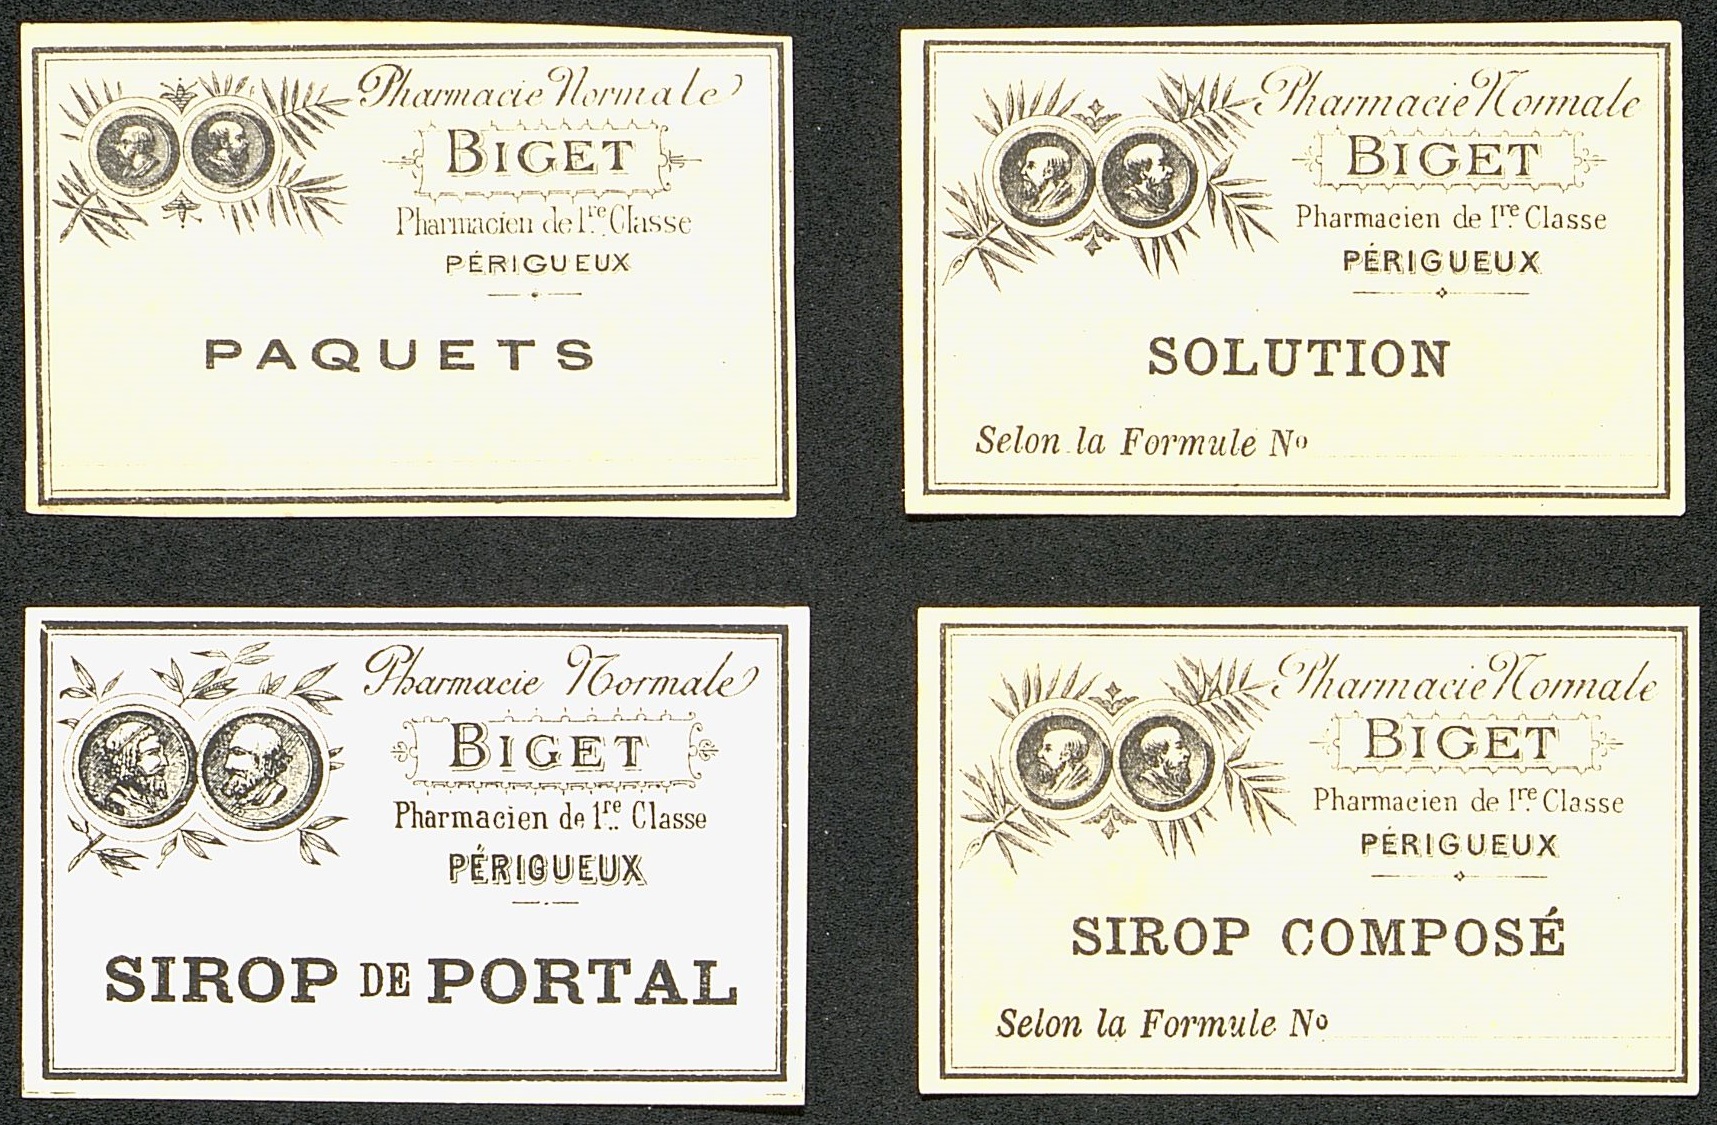 Pharmacie Normale
BIGET
Pharmacien de 1re Classe
PÉRIGUEUX
PAQUETS
Pharmacie Normale
BIGET
Pharmacien de 1re Classe
PÉRIGUEUX
SOLUTION
Selon la Formule No
Pharmacie Normale
BIGET
Pharmacien de 1re Classe
PÉRIGUEUX
SIROP DE PORTAL
Pharmacie Normale
BIGET
Pharmacien de 1re Classe
PÉRIGUEUX
SIROP COMPOSÉ
Selon la Formule No